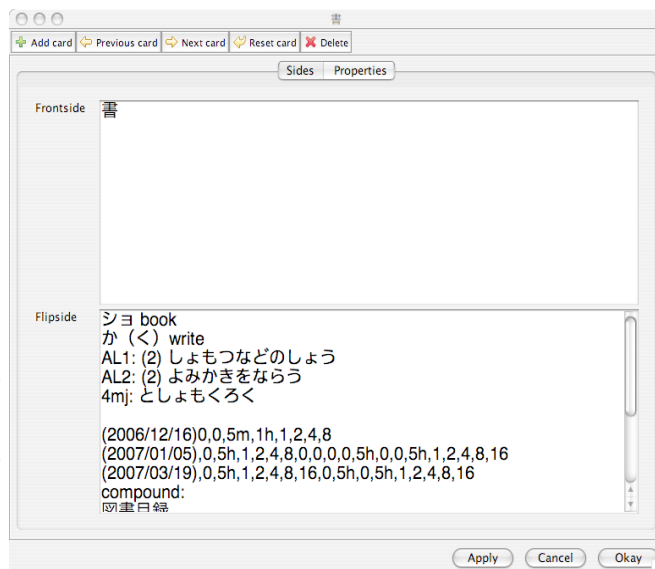 書
Add card Previous card Next card Reset card Delete
Sides Properties
Frontside
書
Flipside
ショ book
か（く）write
AL1: (2) しょもつなどのしょう
AL2: (2) よみかきをならう
4mj: としょもくろく
(2006/12/16)0,0,5m,1h,1,2,4,8
(2007/01/05),0,5h,1,2,4,8,0,0,0,0,5h,0,0,5h,1,2,4,8,16
(2007/03/19),0,5h,1,2,4,8,16,0,5h,0,5h,1,2,4,8,16
compound:
図書目録
Apply Cancel Okay